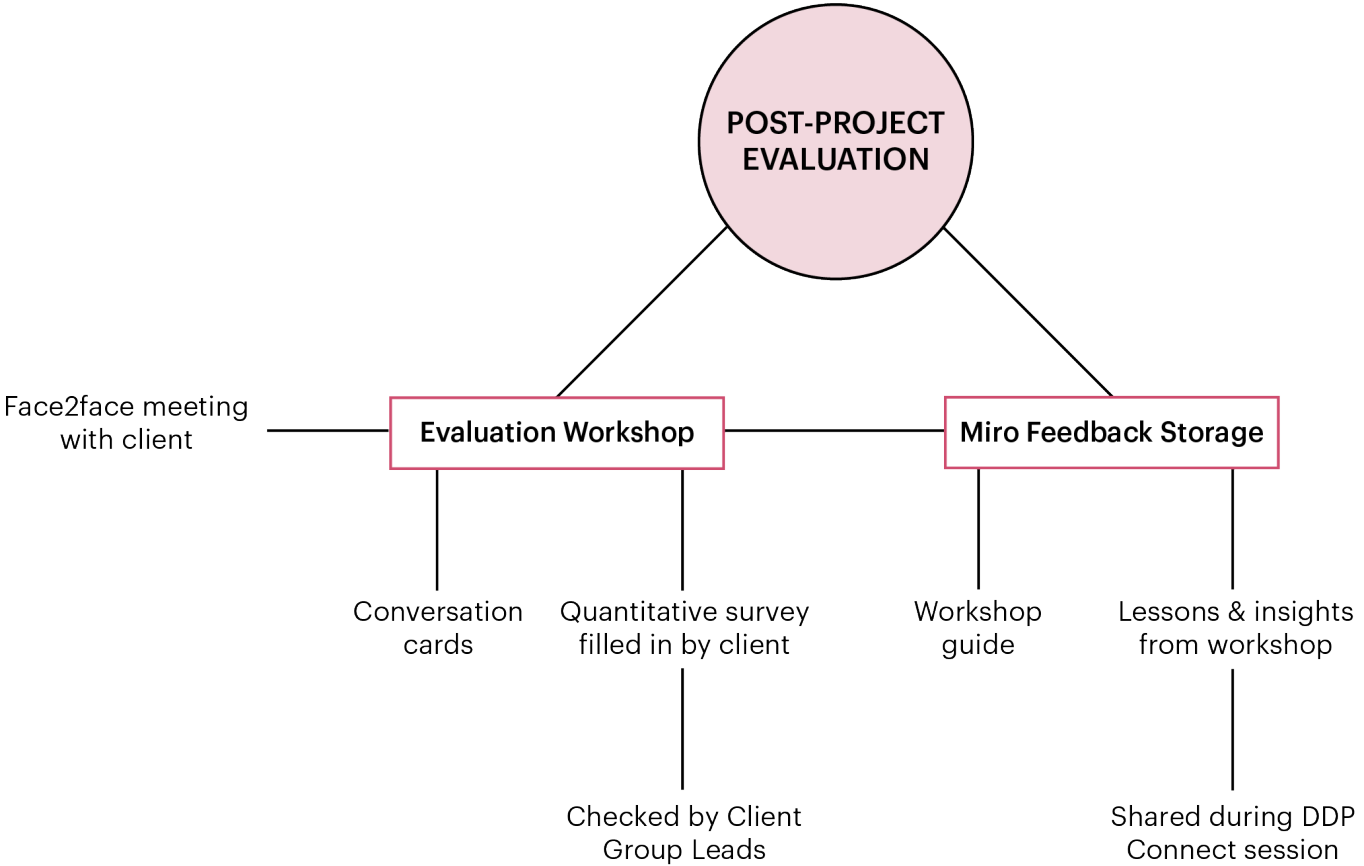 POST-PROJECT
EVALUATION
Face2face meeting
with client
Evaluation Workshop
Miro Feedback Storage
Conversation
cards
Quantitative survey
filled in by client
Workshop
guide
Lessons & insights
from workshop
Checked by Client
Group Leads
Shared during DDP
Connect session